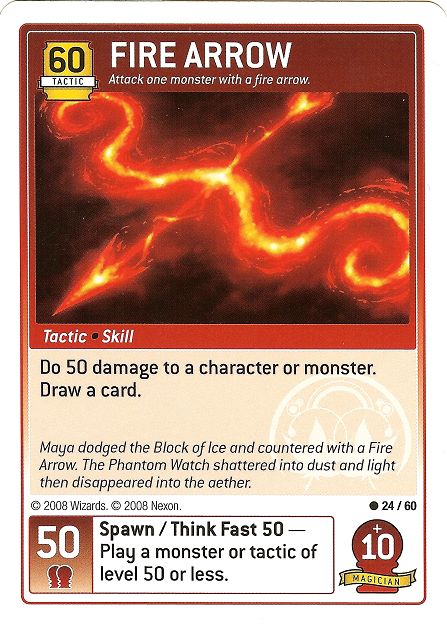 60
TACTIC
FIRE ARROW
Attack one monster with a fire arrow.
Tactic • Skill
Do 50 damage to a character or monster.
Draw a card.
Maya dodged the Block of Ice and countered with a Fire
Arrow. The Phantom Watch shattered into dust and light
then disappeared into the aether.
© 2008 Wizards. © 2008 Nexon.
● 24 / 60
50
Spawn / Think Fast 50 —
Play a monster or tactic of
level 50 or less.
+
10
MAGICIAN